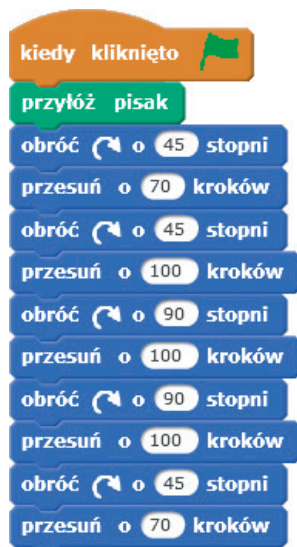 kiedy kliknięto
przyłóż pisak
obróć o 45 stopni
przesuń o 70 kroków
obróć o 45 stopni
przesuń o 100 kroków
obróć o 90 stopni
przesuń o 100 kroków
obróć o 90 stopni
przesuń o 100 kroków
obróć o 45 stopni
przesuń o 70 kroków